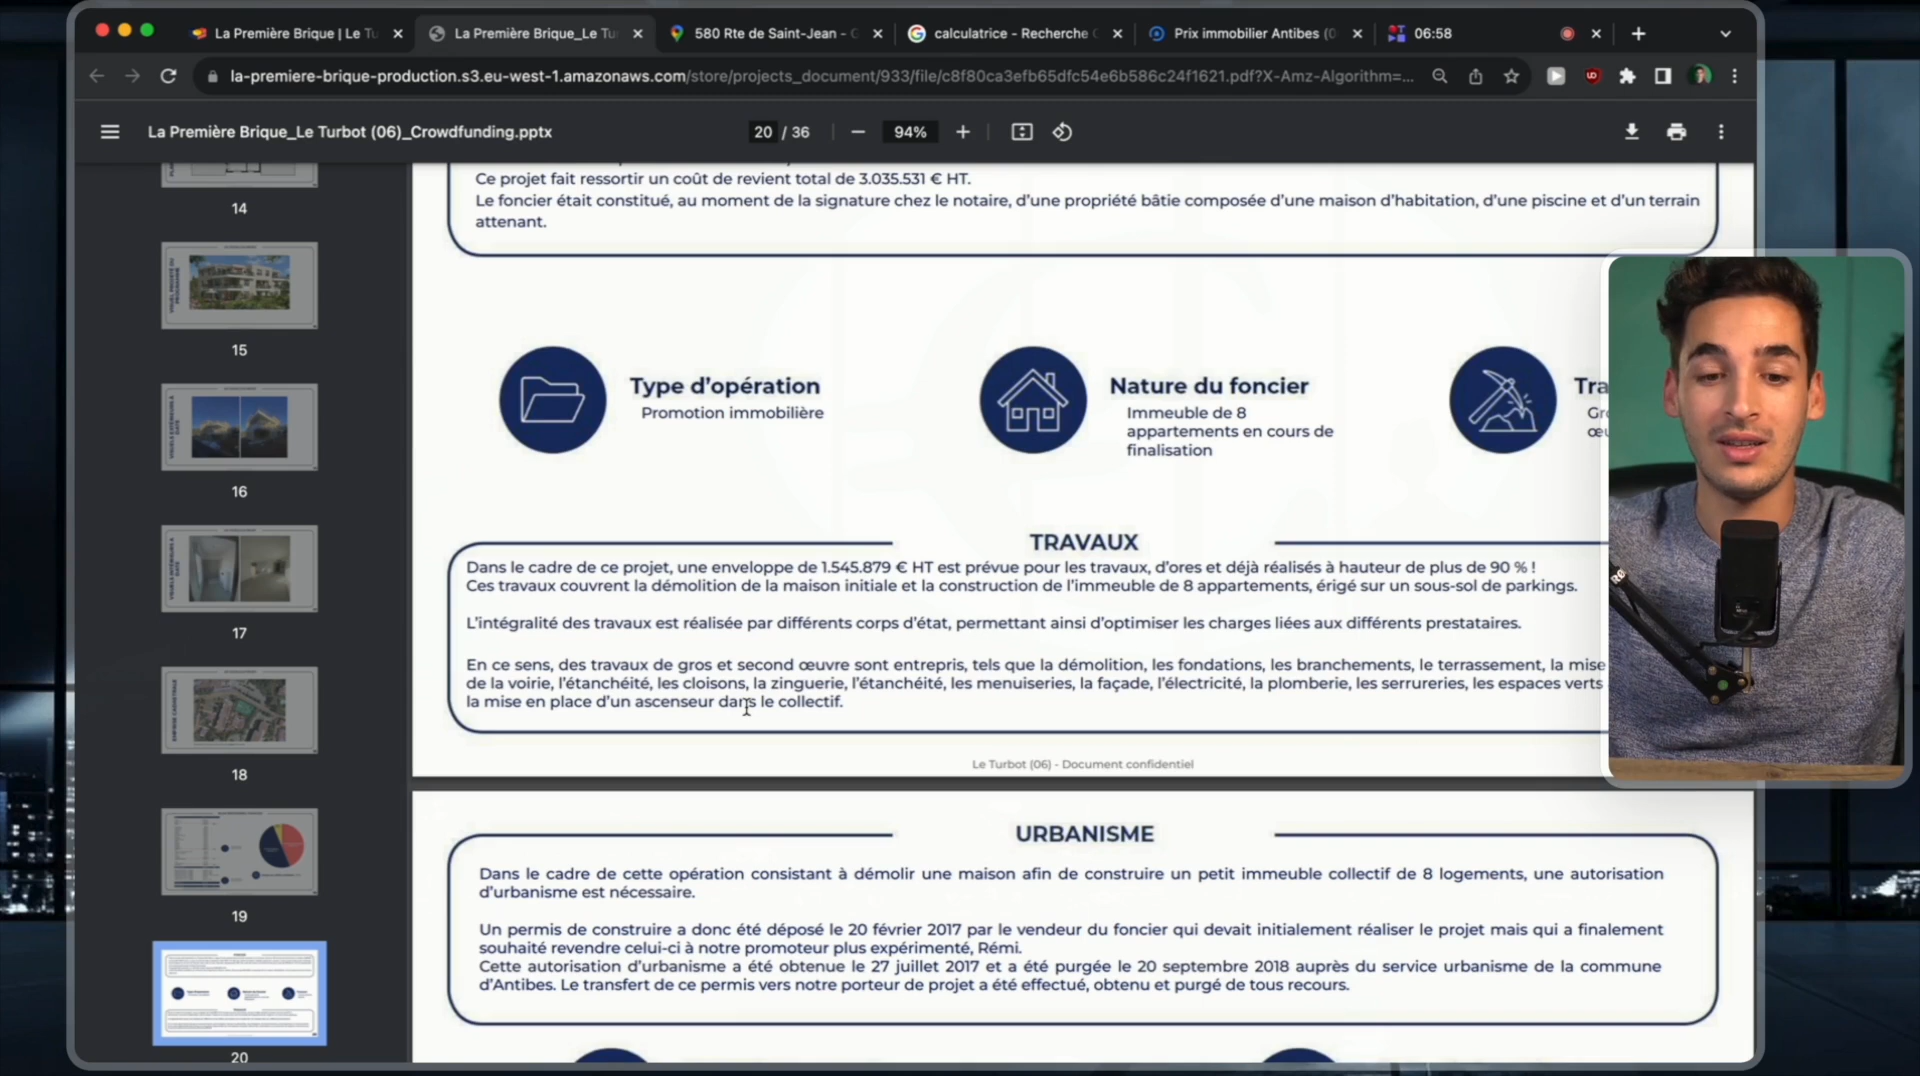 La Première Brique | Le Tu
La Première Brique_Le Tur
580 Rte de Saint-Jean - G
calculatrice - Recherche G
Prix immobilier Antibes (0
06:58
la-premiere-brique-production.s3.eu-west-1.amazonaws.com/store/projects_document/933/file/c8f80ca3efb65dfc54e6b586c24f1621.pdf?X-Amz-Algorithm=...
La Première Brique_Le Turbot (06)_Crowdfunding.pptx
20 / 36
94%
14
15
16
17
18
19
20
Ce projet fait ressortir un coût de revient total de 3.035.531 € HT.
Le foncier était constitué, au moment de la signature chez le notaire, d'une propriété bâtie composée d'une maison d'habitation, d'une piscine et d'un terrain
attenant.
Type d'opération
Promotion immobilière
Nature du foncier
Immeuble de 8
appartements en cours de
finalisation
Tra
Gro
œu
TRAVAUX
Dans le cadre de ce projet, une enveloppe de 1.545.879 € HT est prévue pour les travaux, d'ores et déjà réalisés à hauteur de plus de 90 % !
Ces travaux couvrent la démolition de la maison initiale et la construction de l'immeuble de 8 appartements, érigé sur un sous-sol de parkings.
L'intégralité des travaux est réalisée par différents corps d'état, permettant ainsi d'optimiser les charges liées aux différents prestataires.
En ce sens, des travaux de gros et second œuvre sont entrepris, tels que la démolition, les fondations, les branchements, le terrassement, la mise
de la voirie, l'étanchéité, les cloisons, la zinguerie, l'étanchéité, les menuiseries, la façade, l'électricité, la plomberie, les serrureries, les espaces verts
la mise en place d'un ascenseur dans le collectif.
Le Turbot (06) - Document confidentiel
URBANISME
Dans le cadre de cette opération consistant à démolir une maison afin de construire un petit immeuble collectif de 8 logements, une autorisation
d'urbanisme est nécessaire.
Un permis de construire a donc été déposé le 20 février 2017 par le vendeur du foncier qui devait initialement réaliser le projet mais qui a finalement
souhaité revendre celui-ci à notre promoteur plus expérimenté, Rémi.
Cette autorisation d'urbanisme a été obtenue le 27 juillet 2017 et a été purgée le 20 septembre 2018 auprès du service urbanisme de la commune
d'Antibes. Le transfert de ce permis vers notre porteur de projet a été effectué, obtenu et purgé de tous recours.